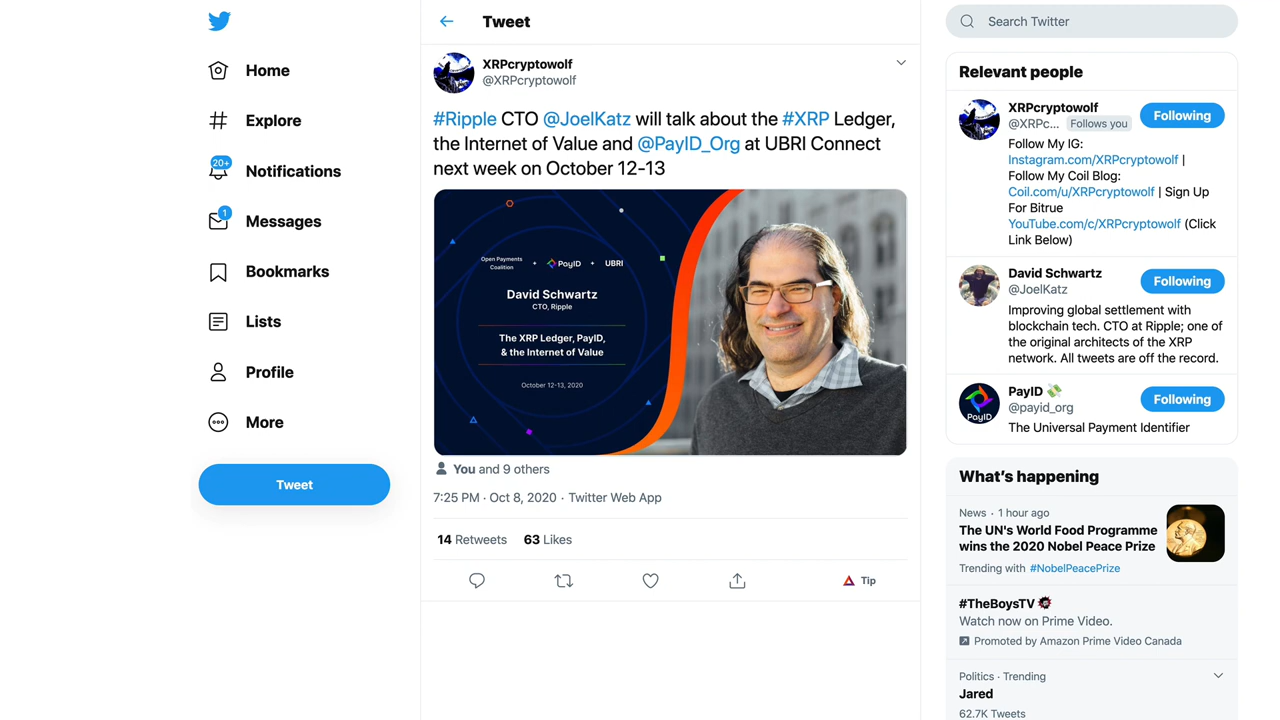 Home
Explore
20+
Notifications
1
Messages
Bookmarks
Lists
Profile
More
Tweet
Tweet
XRPcryptowolf
@XRPcryptowolf
#Ripple CTO @JoelKatz will talk about the #XRP Ledger,
the Internet of Value and @PayID_Org at UBRI Connect
next week on October 12-13
Open Payments
Coalition
+ PayID + UBRI
David Schwartz
CTO, Ripple
The XRP Ledger, PayID,
& the Internet of Value
October 12-13, 2020
You and 9 others
7:25 PM · Oct 8, 2020 · Twitter Web App
14 Retweets 63 Likes
Tip
Search Twitter
Relevant people
XRPcryptowolf
@XRPc... Follows you
Following
Follow My IG:
Instagram.com/XRPcryptowolf |
Follow My Coil Blog:
Coil.com/u/XRPcryptowolf | Sign Up
For Bitrue
YouTube.com/c/XRPcryptowolf (Click
Link Below)
David Schwartz
@JoelKatz
Following
Improving global settlement with
blockchain tech. CTO at Ripple; one of
the original architects of the XRP
network. All tweets are off the record.
PayID
PayID
@payid_org
Following
The Universal Payment Identifier
What's happening
News · 1 hour ago
The UN's World Food Programme
wins the 2020 Nobel Peace Prize
Trending with #NobelPeacePrize
#TheBoysTV
Watch now on Prime Video.
Promoted by Amazon Prime Video Canada
Politics · Trending
Jared
62.7K Tweets